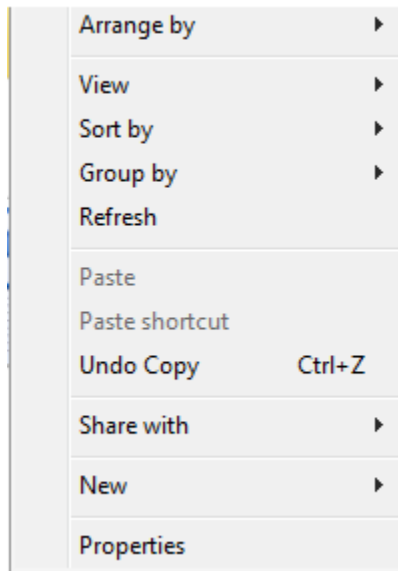 Arrange by
View
Sort by
Group by
Refresh
Paste
Paste shortcut
Undo Copy Ctrl+Z
Share with
New
Properties